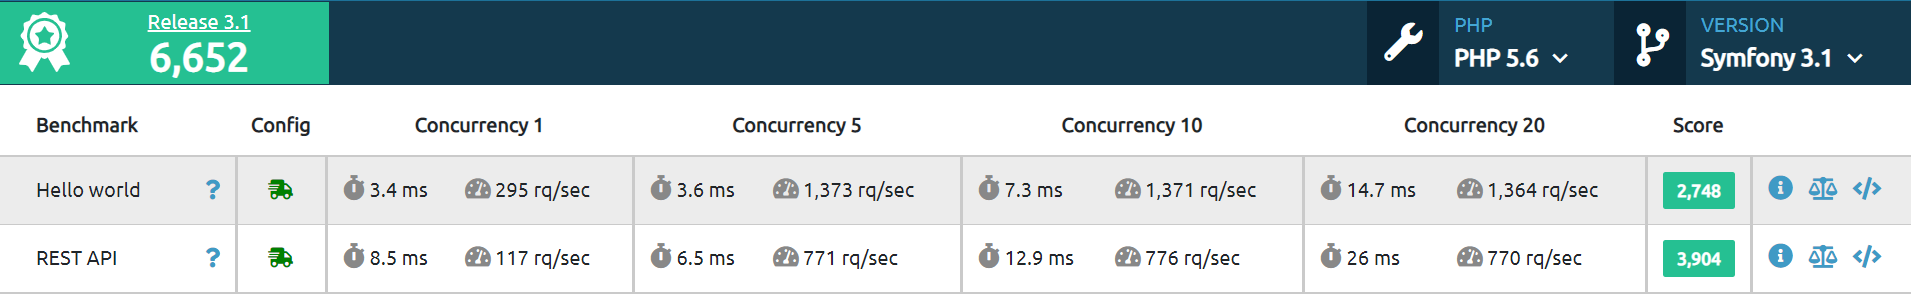 Release 3.1
6,652
PHP
PHP 5.6
VERSION
Symfony 3.1
Benchmark Config Concurrency 1 Concurrency 5 Concurrency 10 Concurrency 20 Score
Hello world ? 3.4 ms 295 rq/sec 3.6 ms 1,373 rq/sec 7.3 ms 1,371 rq/sec 14.7 ms 1,364 rq/sec 2,748
REST API ? 8.5 ms 117 rq/sec 6.5 ms 771 rq/sec 12.9 ms 776 rq/sec 26 ms 770 rq/sec 3,904